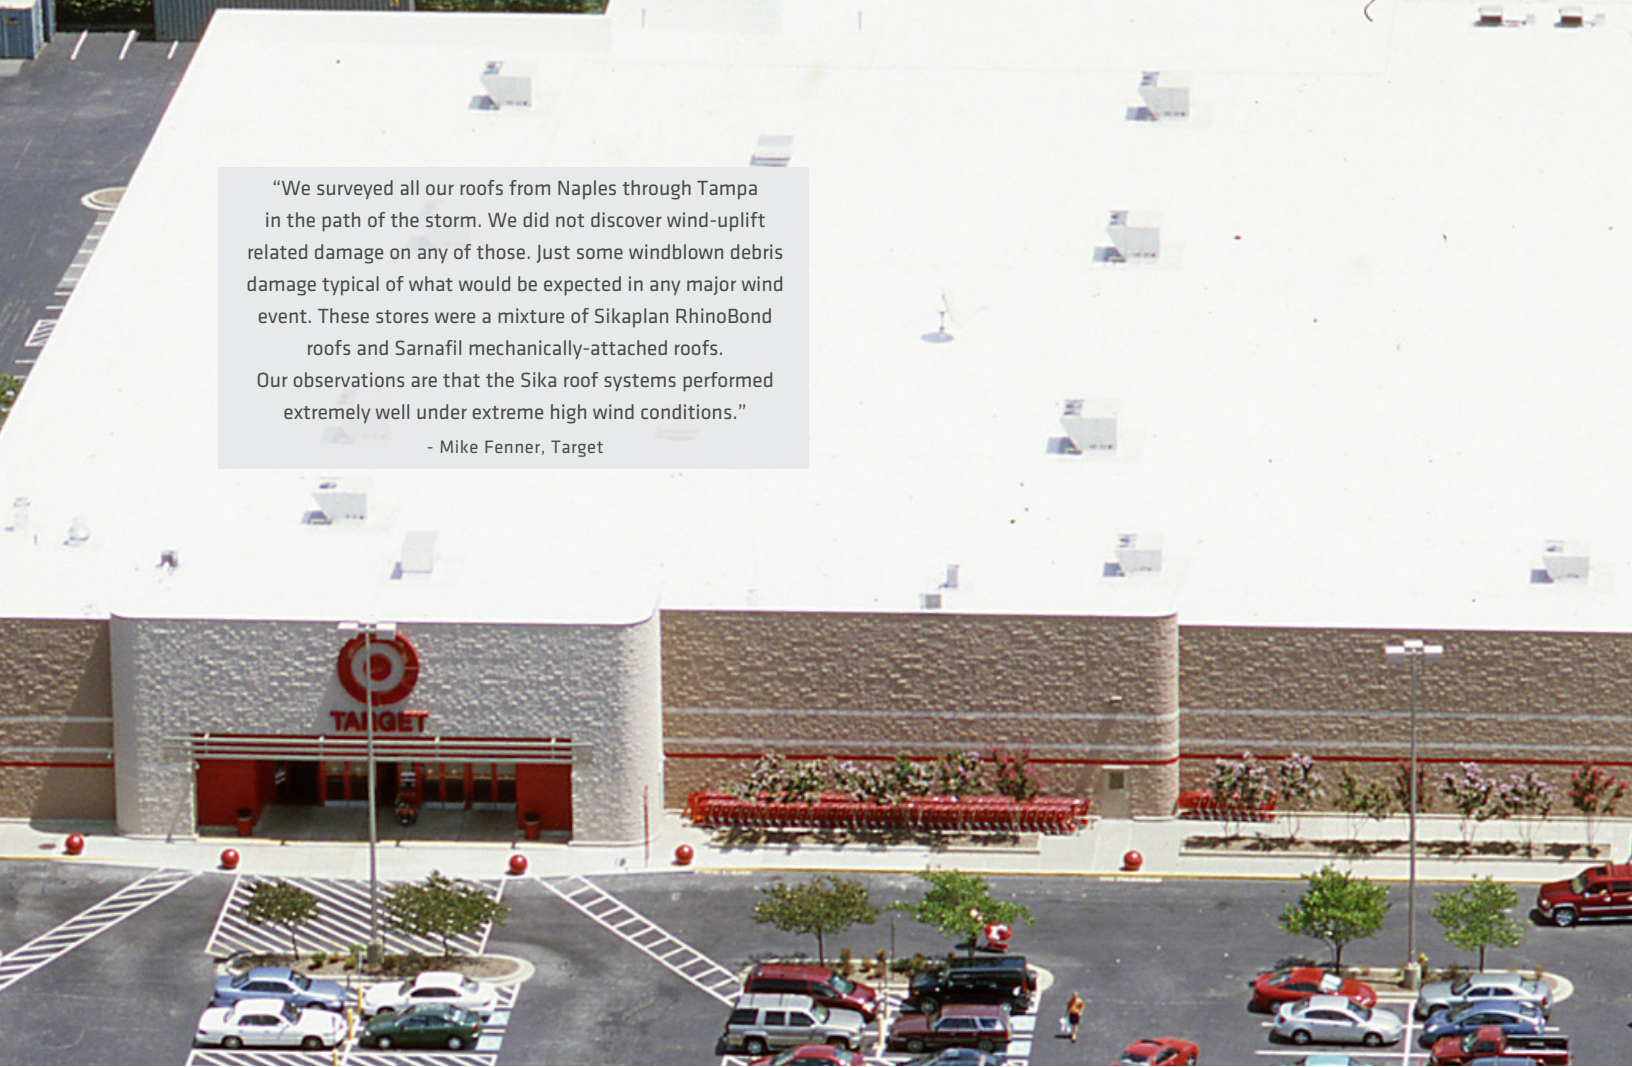 “We surveyed all our roofs from Naples through Tampa
in the path of the storm. We did not discover wind-uplift
related damage on any of those. Just some windblown debris
damage typical of what would be expected in any major wind
event. These stores were a mixture of Sikaplan RhinoBond
roofs and Sarnafil mechanically-attached roofs.
Our observations are that the Sika roof systems performed
extremely well under extreme high wind conditions.”
- Mike Fenner, Target
TARGET